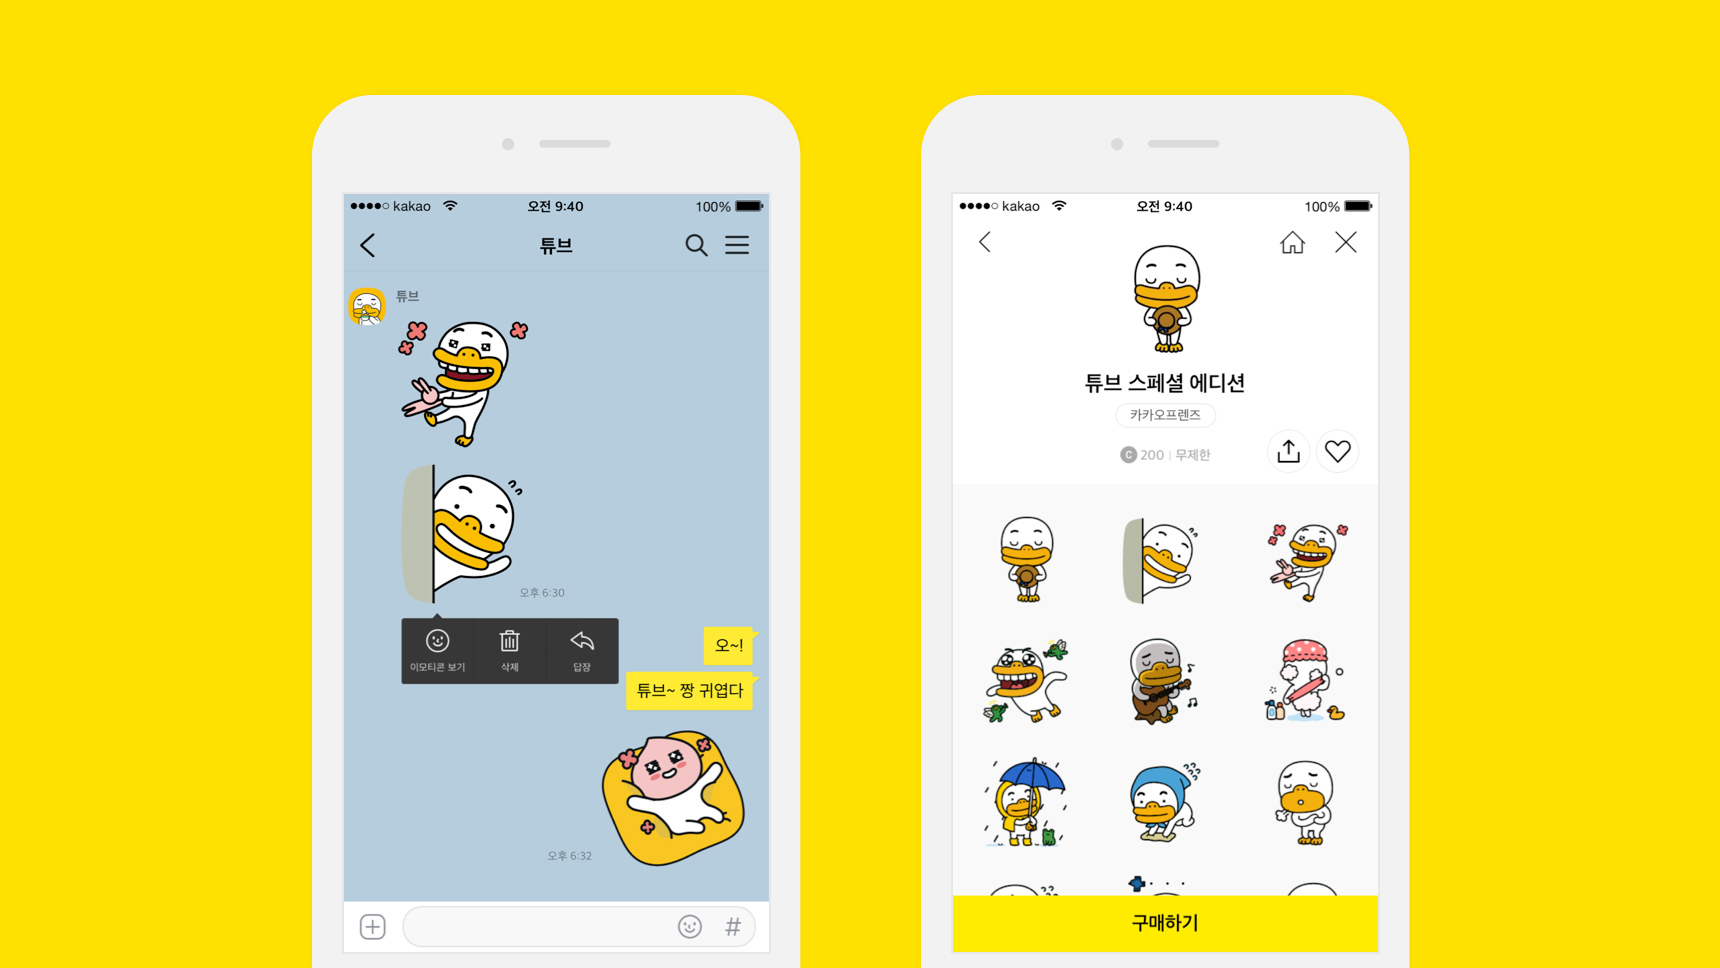 kakao 오전 9:40 100%
튜브
튜브
오후 6:30
이모티콘 보기 삭제 답장
오~!
튜브~ 짱 귀엽다
오후 6:32
#
kakao 오전 9:40 100%
튜브 스페셜 에디션
카카오프렌즈
C 200 | 무제한
구매하기